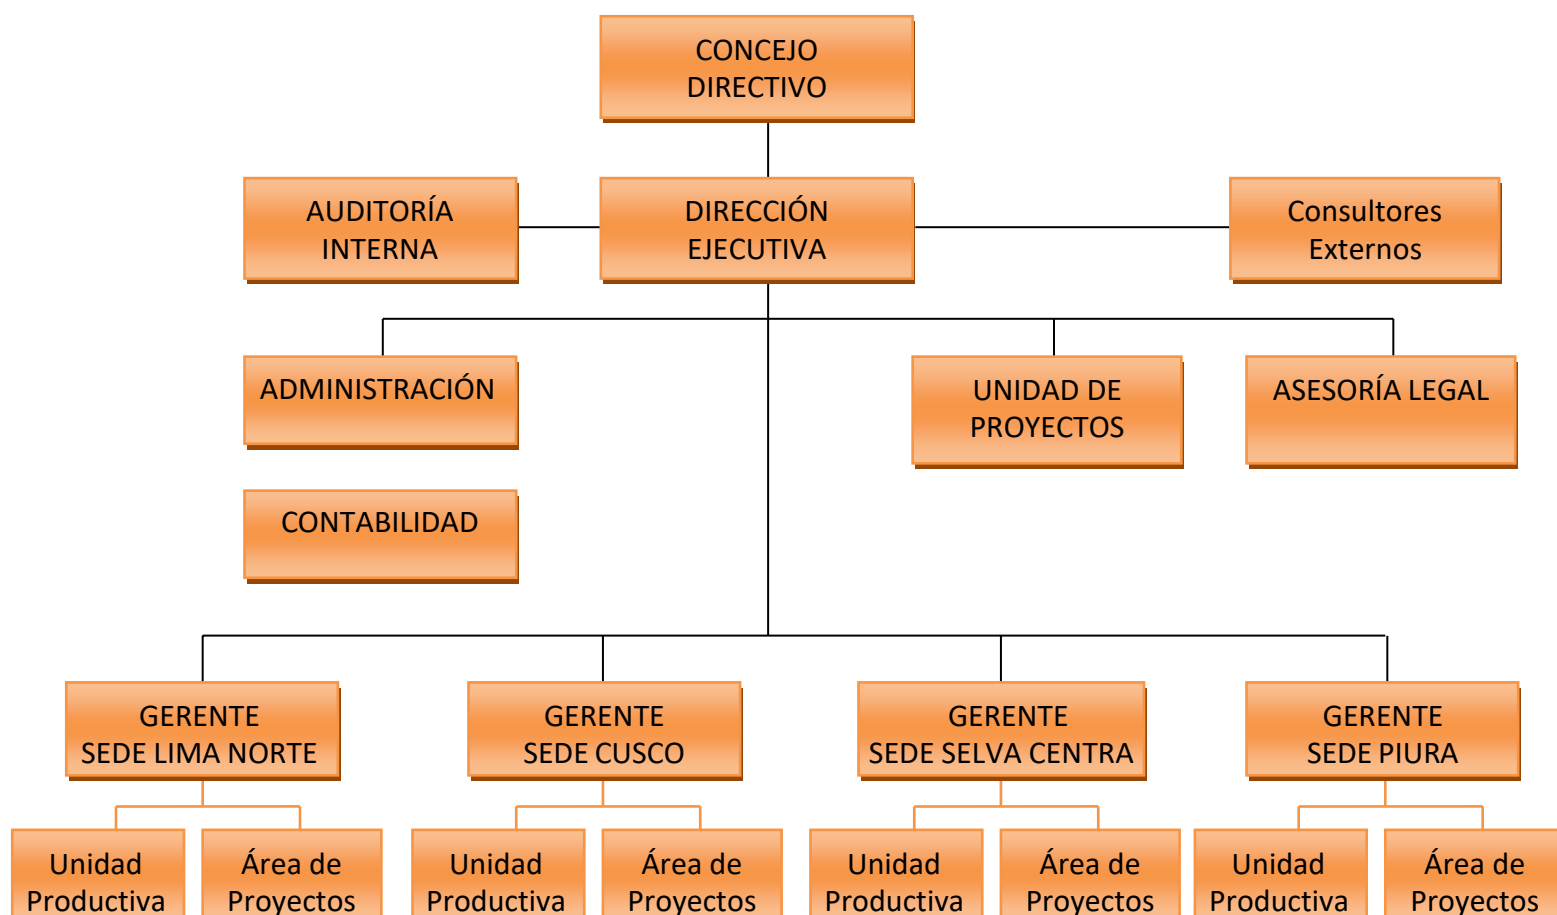 CONCEJO
DIRECTIVO
AUDITORÍA
INTERNA
DIRECCIÓN
EJECUTIVA
Consultores
Externos
ADMINISTRACIÓN
UNIDAD DE
PROYECTOS
ASESORÍA LEGAL
CONTABILIDAD
GERENTE
SEDE LIMA NORTE
GERENTE
SEDE CUSCO
GERENTE
SEDE SELVA CENTRA
GERENTE
SEDE PIURA
Unidad
Productiva
Área de
Proyectos
Unidad
Productiva
Área de
Proyectos
Unidad
Productiva
Área de
Proyectos
Unidad
Productiva
Área de
Proyectos